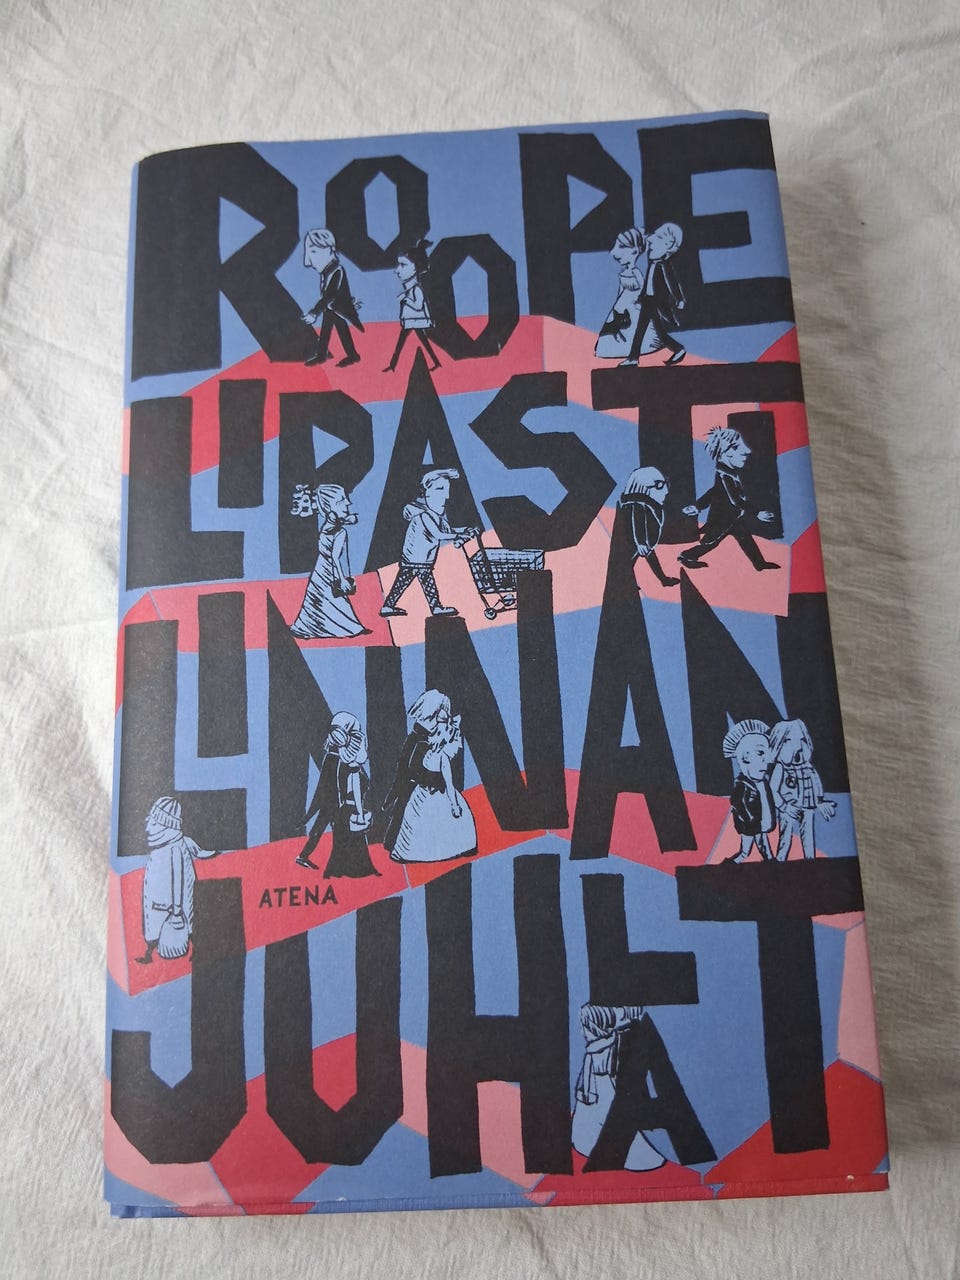 ROOPE
LIPASTI
LINNAN
ATENA
JUHLAT